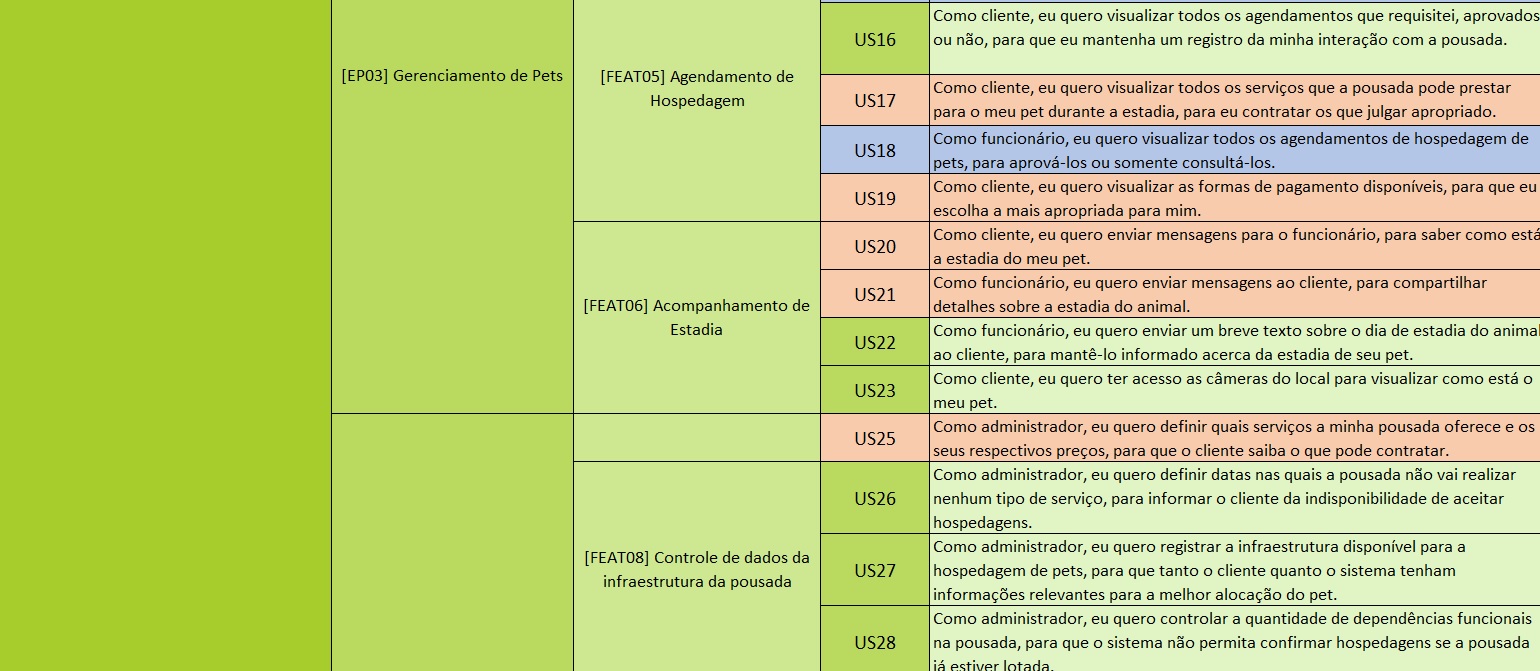 [EP03] Gerenciamento de Pets
[FEAT05] Agendamento de
Hospedagem
US16
Como cliente, eu quero visualizar todos os agendamentos que requisitei, aprovados
ou não, para que eu mantenha um registro da minha interação com a pousada.
US17
Como cliente, eu quero visualizar todos os serviços que a pousada pode prestar
para o meu pet durante a estadia, para eu contratar os que julgar apropriado.
US18
Como funcionário, eu quero visualizar todos os agendamentos de hospedagem de
pets, para aprová-los ou somente consultá-los.
US19
Como cliente, eu quero visualizar as formas de pagamento disponíveis, para que eu
escolha a mais apropriada para mim.
[FEAT06] Acompanhamento de
Estadia
US20
Como cliente, eu quero enviar mensagens para o funcionário, para saber como está
a estadia do meu pet.
US21
Como funcionário, eu quero enviar mensagens ao cliente, para compartilhar
detalhes sobre a estadia do animal.
US22
Como funcionário, eu quero enviar um breve texto sobre o dia de estadia do animal
ao cliente, para mantê-lo informado acerca da estadia de seu pet.
US23
Como cliente, eu quero ter acesso as câmeras do local para visualizar como está o
meu pet.
US25
Como administrador, eu quero definir quais serviços a minha pousada oferece e os
seus respectivos preços, para que o cliente saiba o que pode contratar.
[FEAT08] Controle de dados da
infraestrutura da pousada
US26
Como administrador, eu quero definir datas nas quais a pousada não vai realizar
nenhum tipo de serviço, para informar o cliente da indisponibilidade de aceitar
hospedagens.
US27
Como administrador, eu quero registrar a infraestrutura disponível para a
hospedagem de pets, para que tanto o cliente quanto o sistema tenham
informações relevantes para a melhor alocação do pet.
US28
Como administrador, eu quero controlar a quantidade de dependências funcionais
na pousada, para que o sistema não permita confirmar hospedagens se a pousada
já estiver lotada.